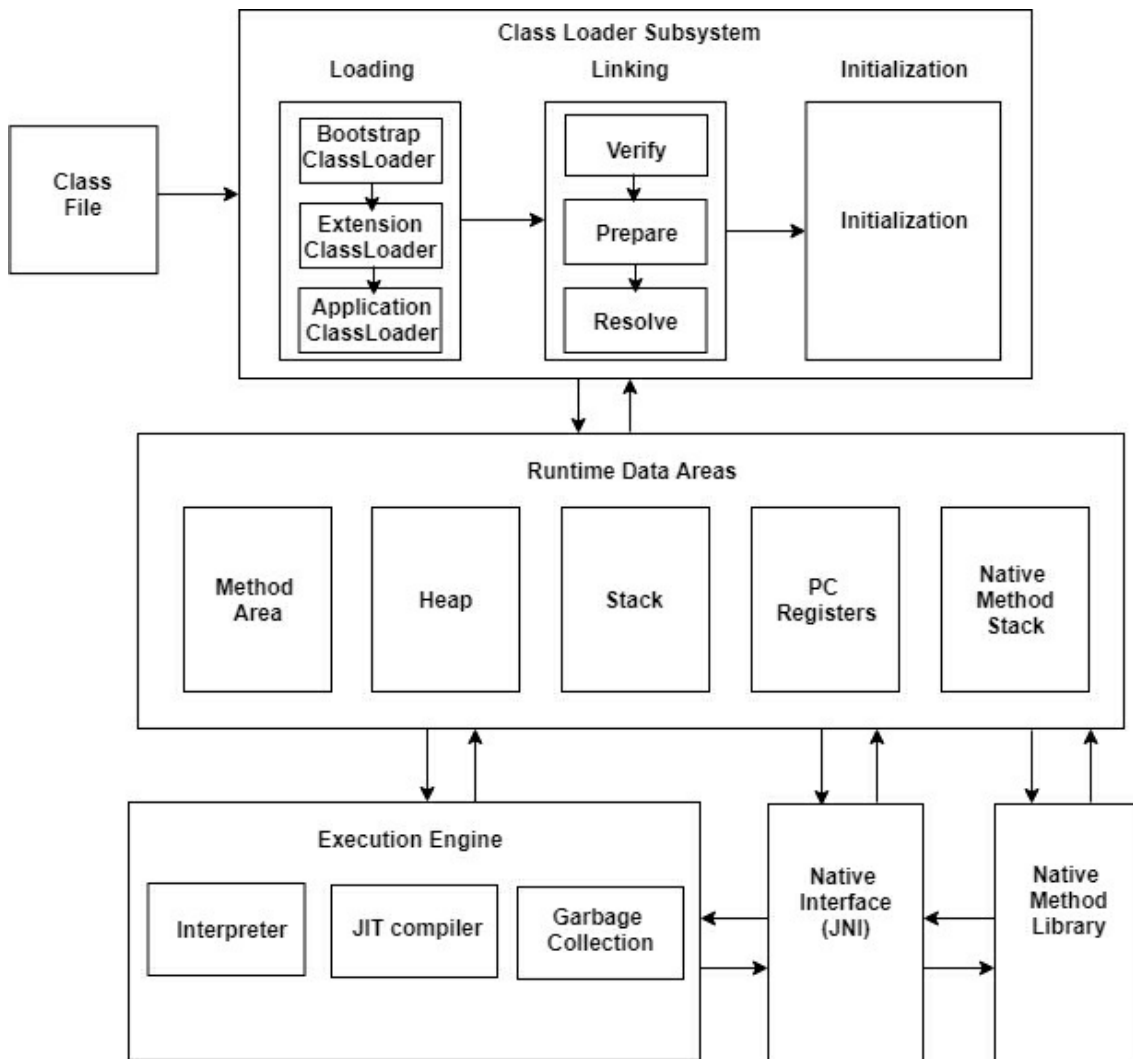 Class Loader Subsystem
Loading
Linking
Initialization
Class
File
Bootstrap
ClassLoader
Extension
ClassLoader
Application
ClassLoader
Verify
Prepare
Resolve
Initialization
Runtime Data Areas
Method
Area
Heap
Stack
PC
Registers
Native
Method
Stack
Execution Engine
Interpreter
JIT compiler
Garbage
Collection
Native
Interface
(JNI)
Native
Method
Library